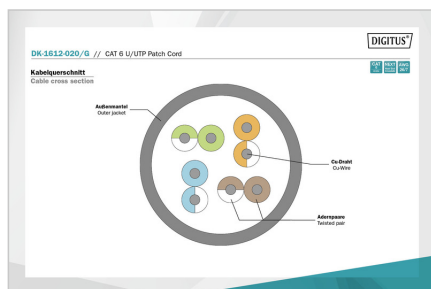 DIGITUS®
DK-1612-020/G // CAT 6 U/UTP Patch Cord
Kabelquerschnitt
Cable cross section
Außenmantel
Outer jacket
Cu-Draht
Cu-Wire
Adernpaare
Twisted pair